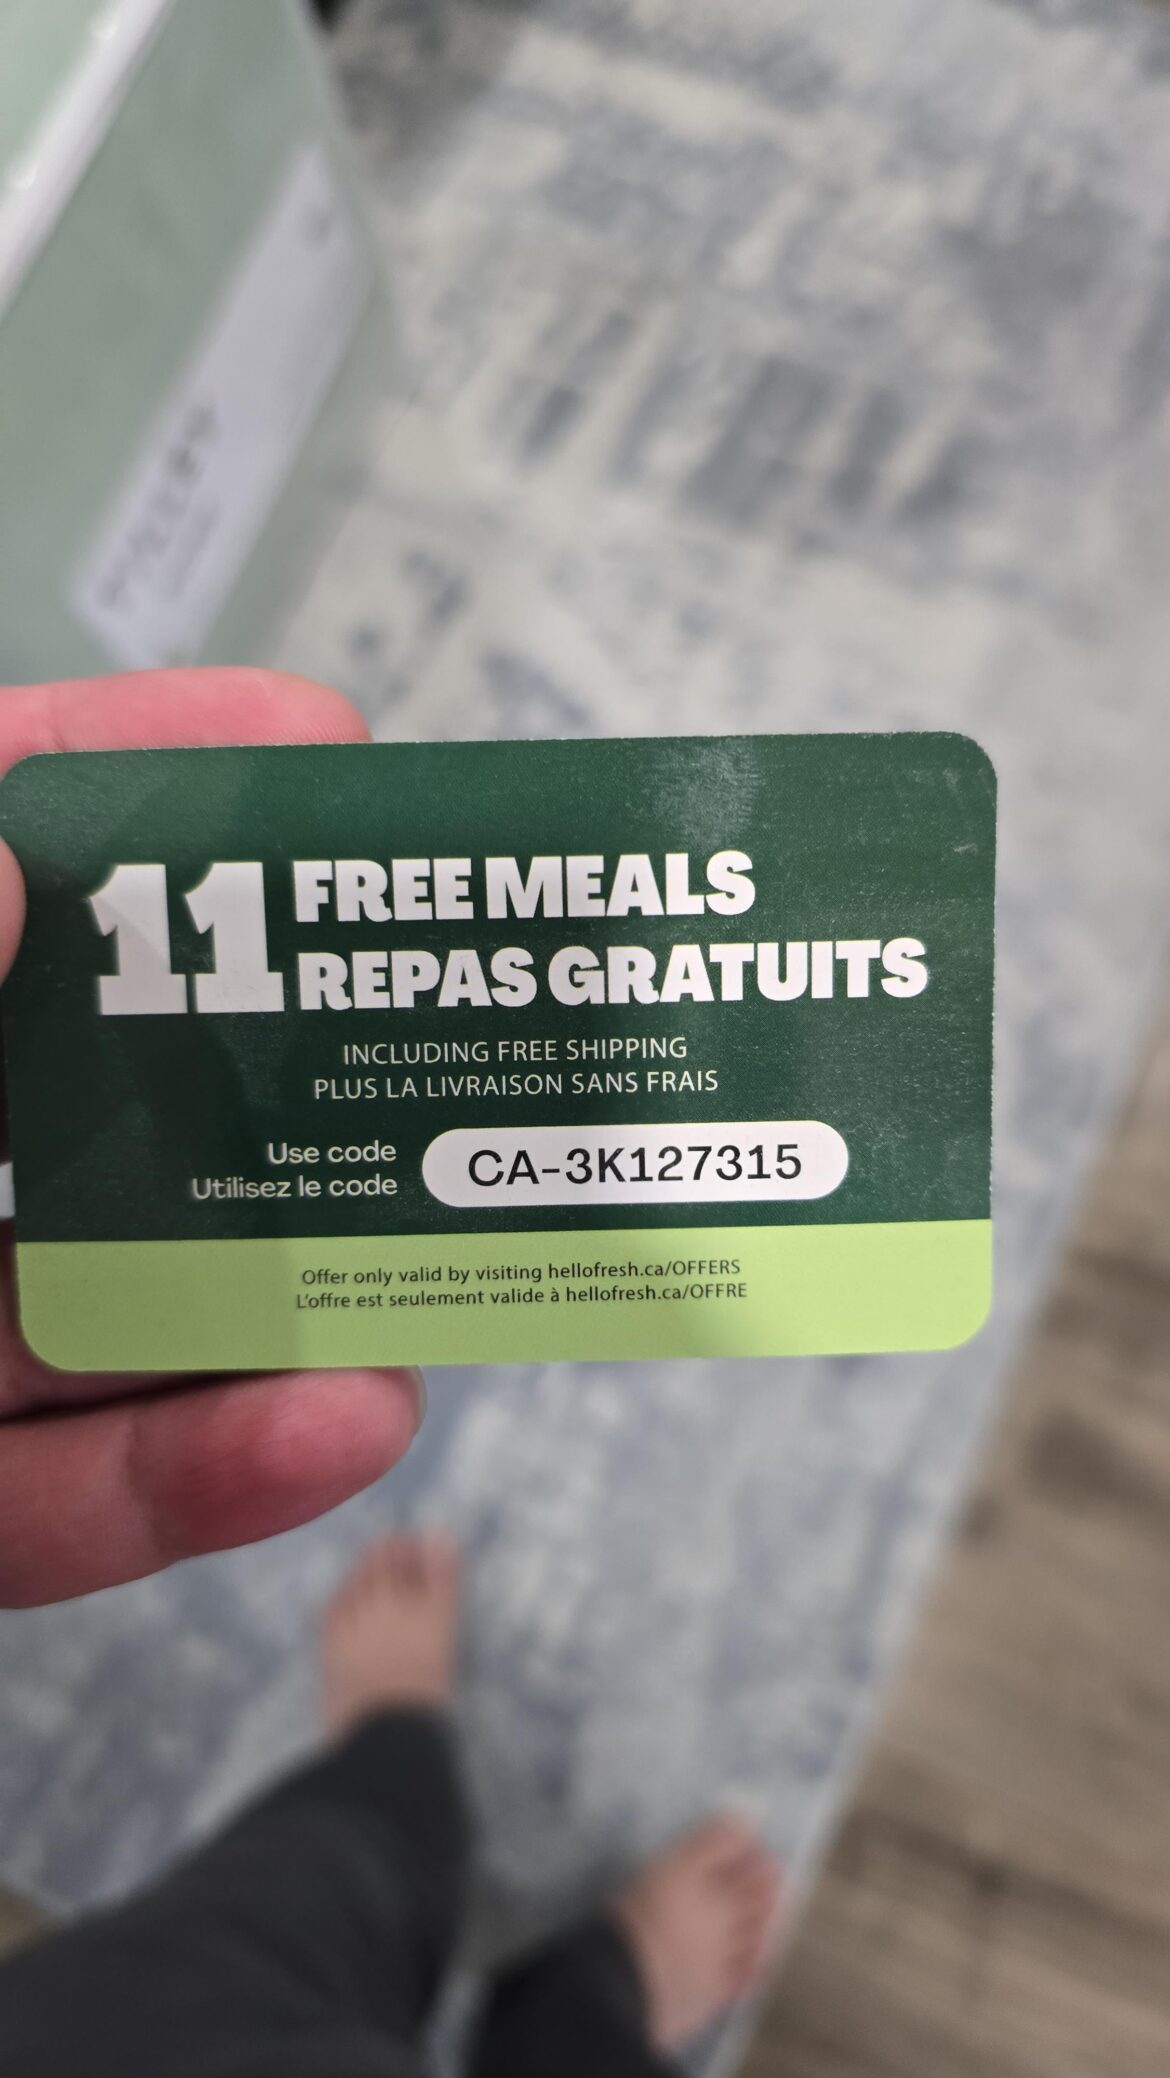 11 FREE MEALS
REPAS GRATUITS
INCLUDING FREE SHIPPING
PLUS LA LIVRAISON SANS FRAIS
Use code
Utilisez le code
CA-3K127315
Offer only valid by visiting hellofresh.ca/OFFERS
L'offre est seulement valide à hellofresh.ca/OFFRE